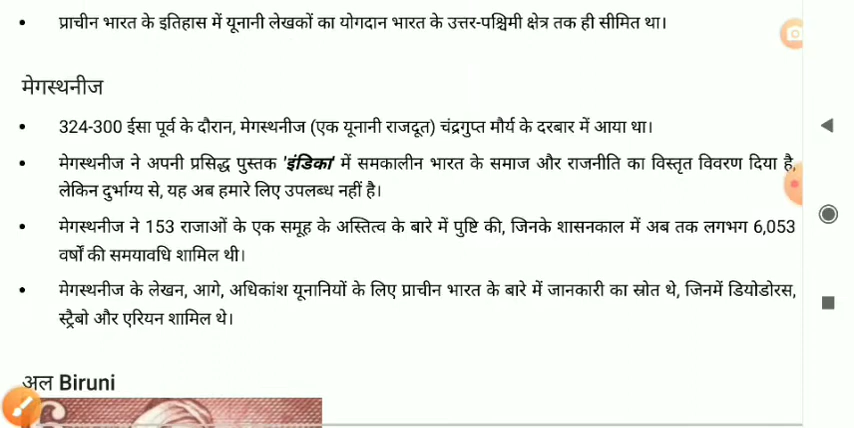 प्राचीन भारत के इतिहास में यूनानी लेखकों का योगदान भारत के उत्तर-पश्चिमी क्षेत्र तक ही सीमित था।
मेगस्थनीज
324-300 ईसा पूर्व के दौरान, मेगस्थनीज (एक यूनानी राजदूत) चंद्रगुप्त मौर्य के दरबार में आया था।
मेगस्थनीज ने अपनी प्रसिद्ध पुस्तक 'इंडिका' में समकालीन भारत के समाज और राजनीति का विस्तृत विवरण दिया है,
लेकिन दुर्भाग्य से, यह अब हमारे लिए उपलब्ध नहीं है।
मेगस्थनीज ने 153 राजाओं के एक समूह के अस्तित्व के बारे में पुष्टि की, जिनके शासनकाल में अब तक लगभग 6,053
वर्षों की समयावधि शामिल थी।
मेगस्थनीज के लेखन, आगे, अधिकांश यूनानियों के लिए प्राचीन भारत के बारे में जानकारी का स्रोत थे, जिनमें डियोडोरस,
स्ट्रैबो और एरियन शामिल थे।
अल Biruni